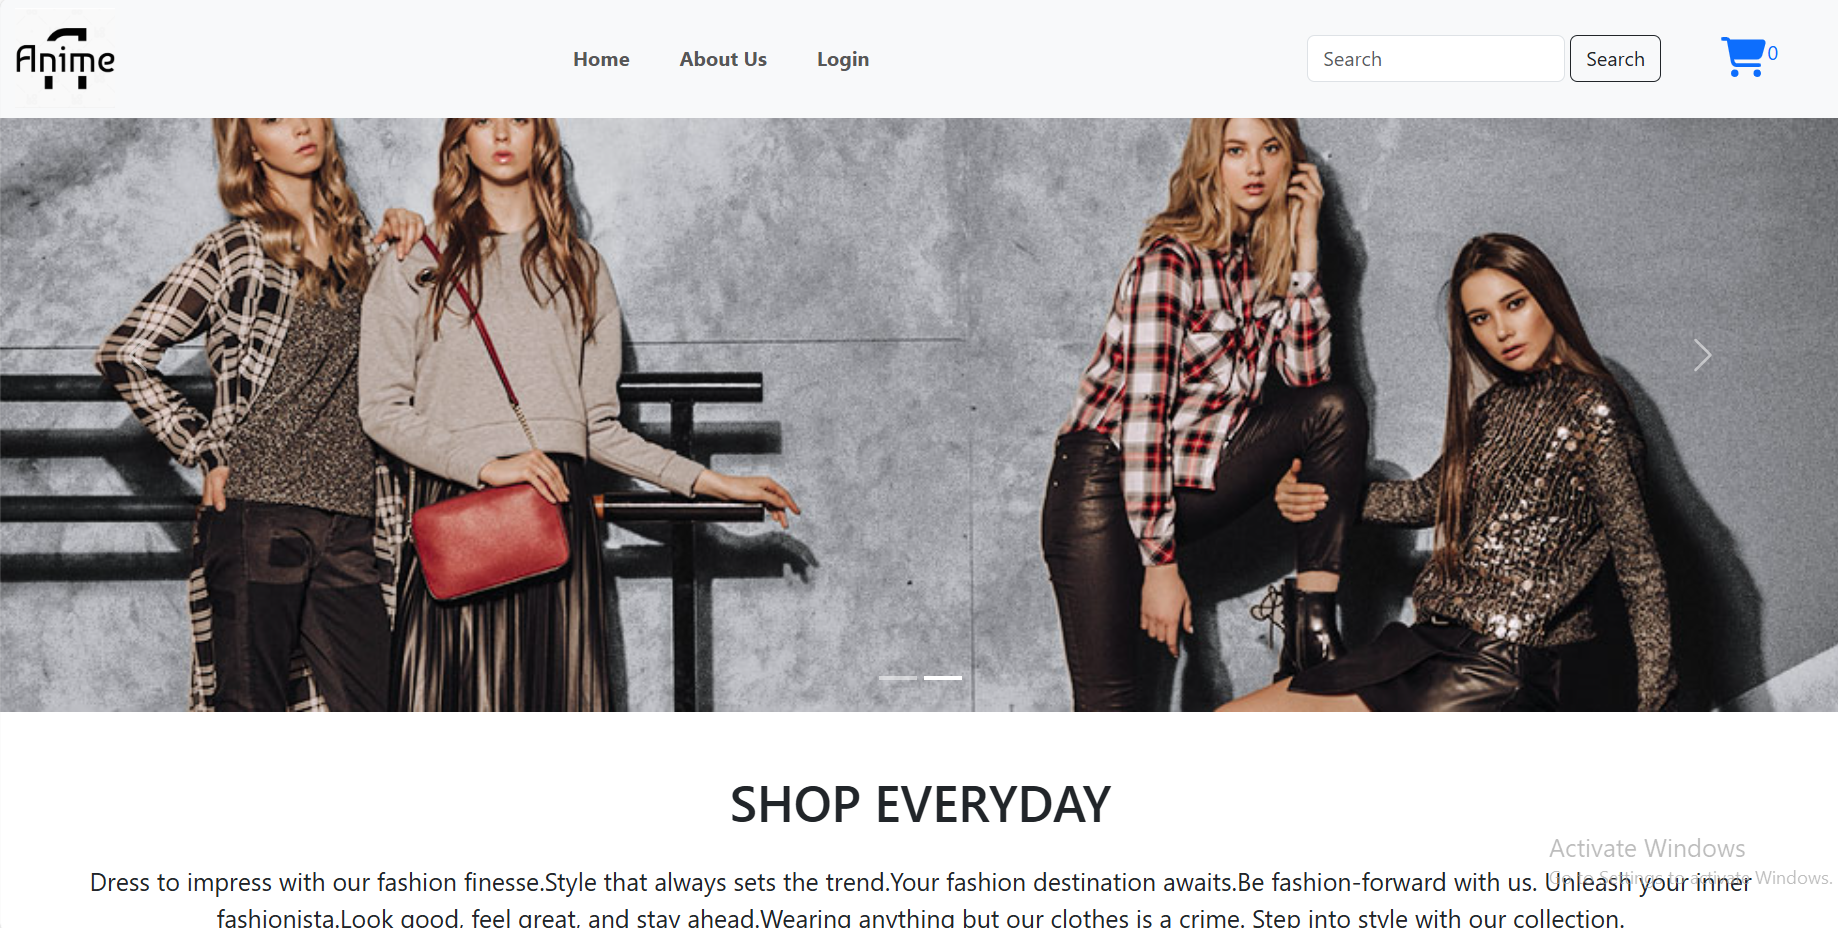 Anime
Home About Us Login
Search Search 0
SHOP EVERYDAY
Dress to impress with our fashion finesse.Style that always sets the trend.Your fashion destination awaits.Be fashion-forward with us. Unleash your inner
fashionista.Look good, feel great, and stay ahead.Wearing anything but our clothes is a crime. Step into style with our collection.
Activate Windows
Go to Settings to activate Windows.